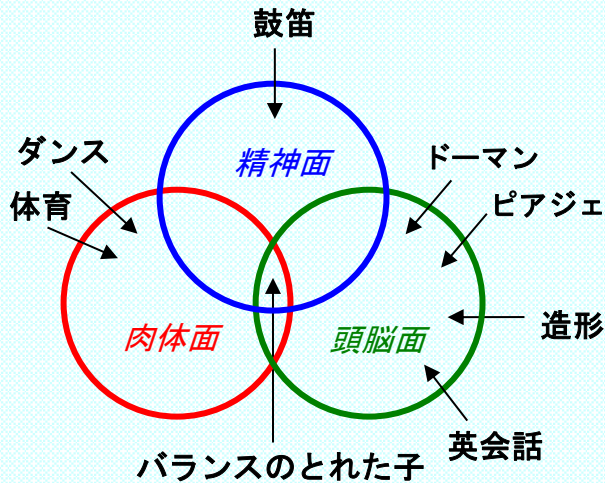 鼓笛
精神面
ダンス
ドーマン
体育
ピアジェ
肉体面
頭脳面
造形
英会話
バランスのとれた子